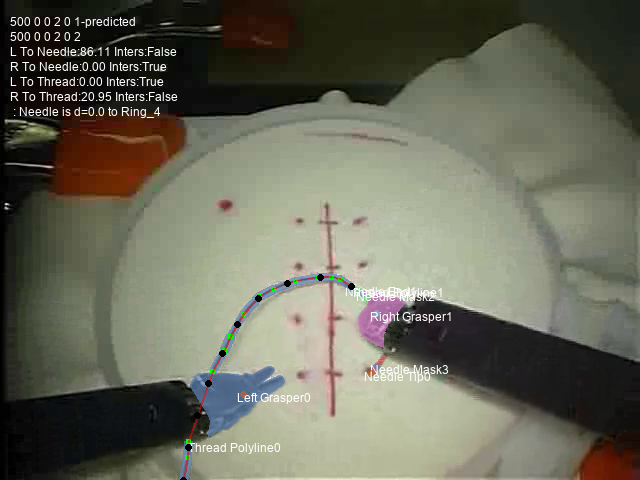 500 0 0 2 0 1-predicted
500 0 0 2 0 2
L To Needle:86.11 Inters:False
R To Needle:0.00 Inters:True
L To Thread:0.00 Inters:True
R To Thread:20.95 Inters:False
: Needle is d=0.0 to Ring_4
Needle Mask2
Right Grasper1
Needle Mask3
Needle Tip0
Left Grasper0
Thread Polyline0